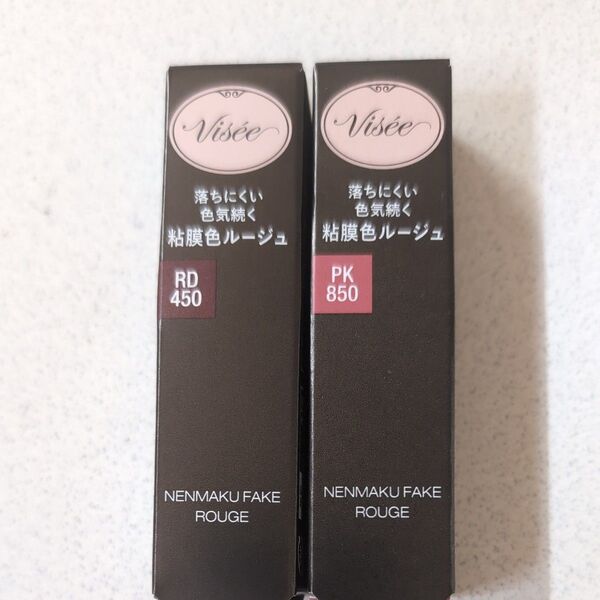 Visée
落ちにくい
色気続く
粘膜色ルージュ
RD
450
NENMAKU FAKE
ROUGE
Visée
落ちにくい
色気続く
粘膜色ルージュ
PK
850
NENMAKU FAKE
ROUGE